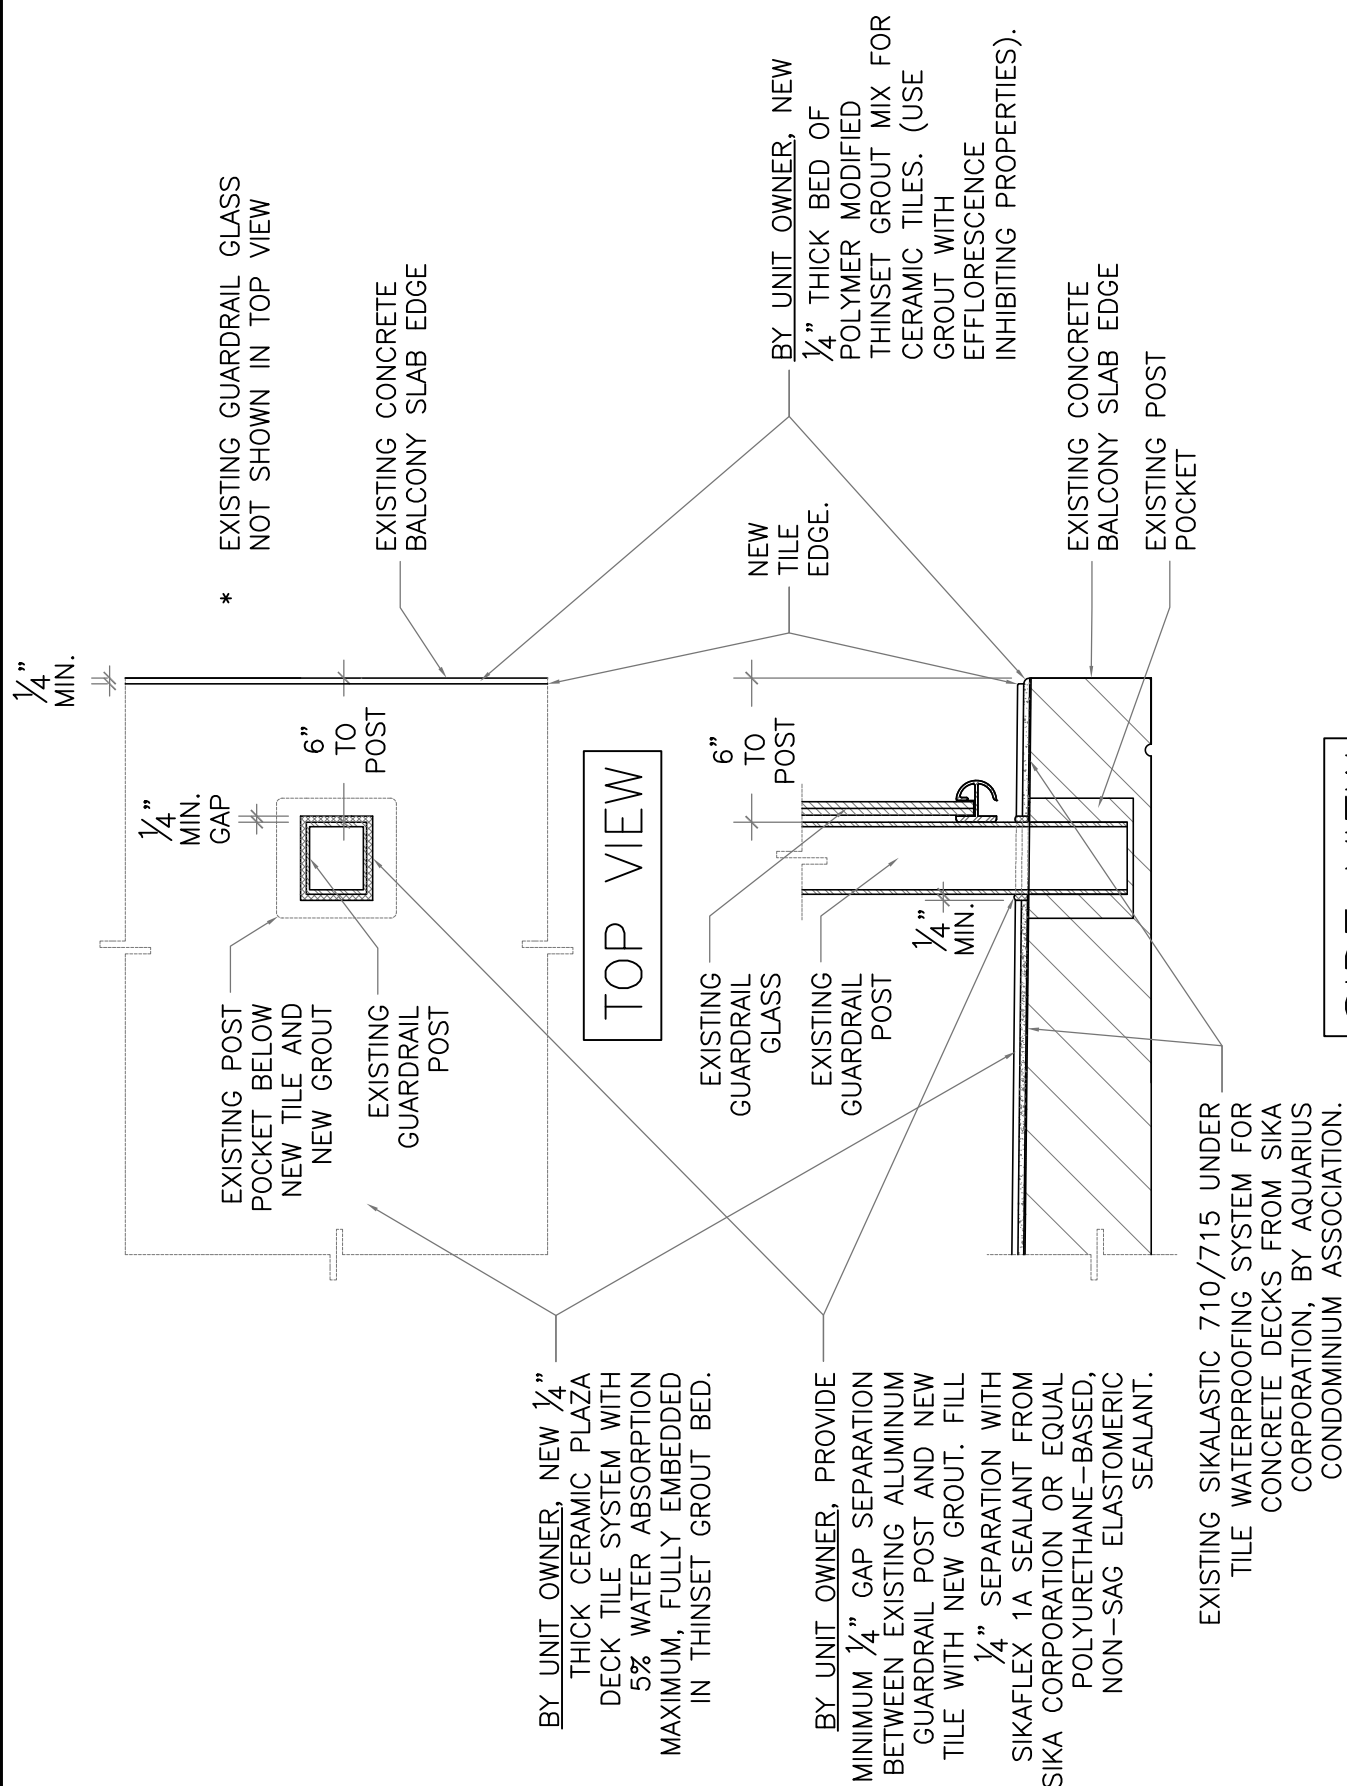 ¼"
MIN.
¼"
MIN.
GAP
6"
TO
POST
* EXISTING GUARDRAIL GLASS
NOT SHOWN IN TOP VIEW
EXISTING CONCRETE
BALCONY SLAB EDGE
EXISTING POST
POCKET BELOW
NEW TILE AND
NEW GROUT
EXISTING
GUARDRAIL
POST
TOP VIEW
BY UNIT OWNER, NEW ¼"
THICK CERAMIC PLAZA
DECK TILE SYSTEM WITH
5% WATER ABSORPTION
MAXIMUM, FULLY EMBEDDED
IN THINSET GROUT BED.
BY UNIT OWNER, NEW
¼" THICK BED OF
POLYMER MODIFIED
THINSET GROUT MIX FOR
CERAMIC TILES. (USE
GROUT WITH
EFFLORESCENCE
INHIBITING PROPERTIES).
NEW
TILE
EDGE.
6"
TO
POST
EXISTING
GUARDRAIL
GLASS
EXISTING
GUARDRAIL
POST
¼"
MIN.
BY UNIT OWNER, PROVIDE
MINIMUM ¼" GAP SEPARATION
BETWEEN EXISTING ALUMINUM
GUARDRAIL POST AND NEW
TILE WITH NEW GROUT. FILL
¼" SEPARATION WITH
SIKAFLEX 1A SEALANT FROM
SIKA CORPORATION OR EQUAL
POLYURETHANE-BASED,
NON-SAG ELASTOMERIC
SEALANT.
EXISTING CONCRETE
BALCONY SLAB EDGE
EXISTING POST
POCKET
EXISTING SIKALASTIC 710/715 UNDER
TILE WATERPROOFING SYSTEM FOR
CONCRETE DECKS FROM SIKA
CORPORATION, BY AQUARIUS
CONDOMINIUM ASSOCIATION.